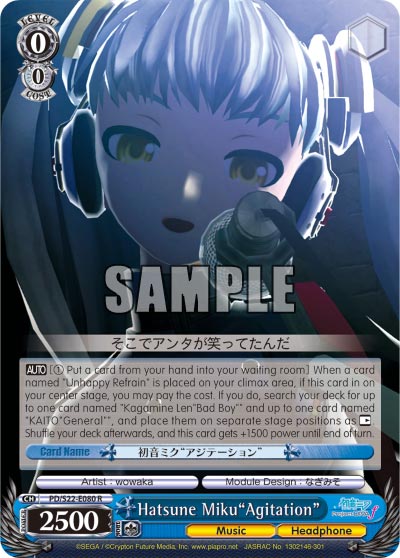 LEVEL
0
0
COST
SAMPLE
そこでアンタが笑ってたんだ
AUTO [① Put a card from your hand into your waiting room] When a card
named "Unhappy Refrain" is placed on your climax area, if this card in on
your center stage, you may pay the cost. If you do, search your deck for up
to one card named "Kagamine Len"Bad Boy"" and up to one card named
"KAITO"General"", and place them on separate stage positions as
Shuffle your deck afterwards, and this card gets +1500 power until end of turn.
Card Name 初音ミク“アジテーション”
Artist : wowaka Module Design : なぎみそ
CH PD/S22-E080 R
2500
Hatsune Miku“Agitation”
Music Headphone
初音ミク
Project DIVA f
©SEGA / ©Crypton Future Media, Inc. www.piapro.net JASRAC No. 1302146-301